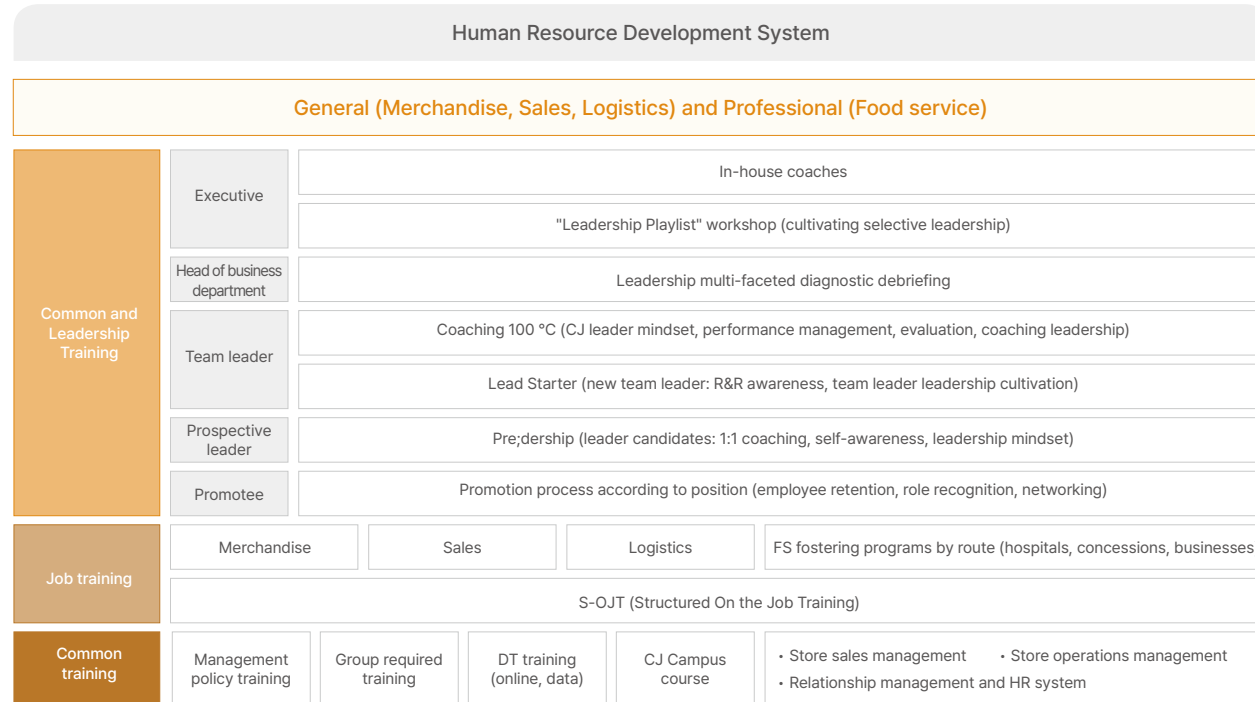 Human Resource Development System
General (Merchandise, Sales, Logistics) and Professional (Food service)
Common and
Leadership
Training
Executive
In-house coaches
"Leadership Playlist" workshop (cultivating selective leadership)
Head of business
department
Leadership multi-faceted diagnostic debriefing
Team leader
Coaching 100 °C (CJ leader mindset, performance management, evaluation, coaching leadership)
Lead Starter (new team leader: R&R awareness, team leader leadership cultivation)
Prospective
leader
Pre;dership (leader candidates: 1:1 coaching, self-awareness, leadership mindset)
Promotee
Promotion process according to position (employee retention, role recognition, networking)
Job training
Merchandise
Sales
Logistics
FS fostering programs by route (hospitals, concessions, businesses
S-OJT (Structured On the Job Training)
Common
training
Management
policy training
Group required
training
DT training
(online, data)
CJ Campus
course
• Store sales management • Store operations management
• Relationship management and HR system